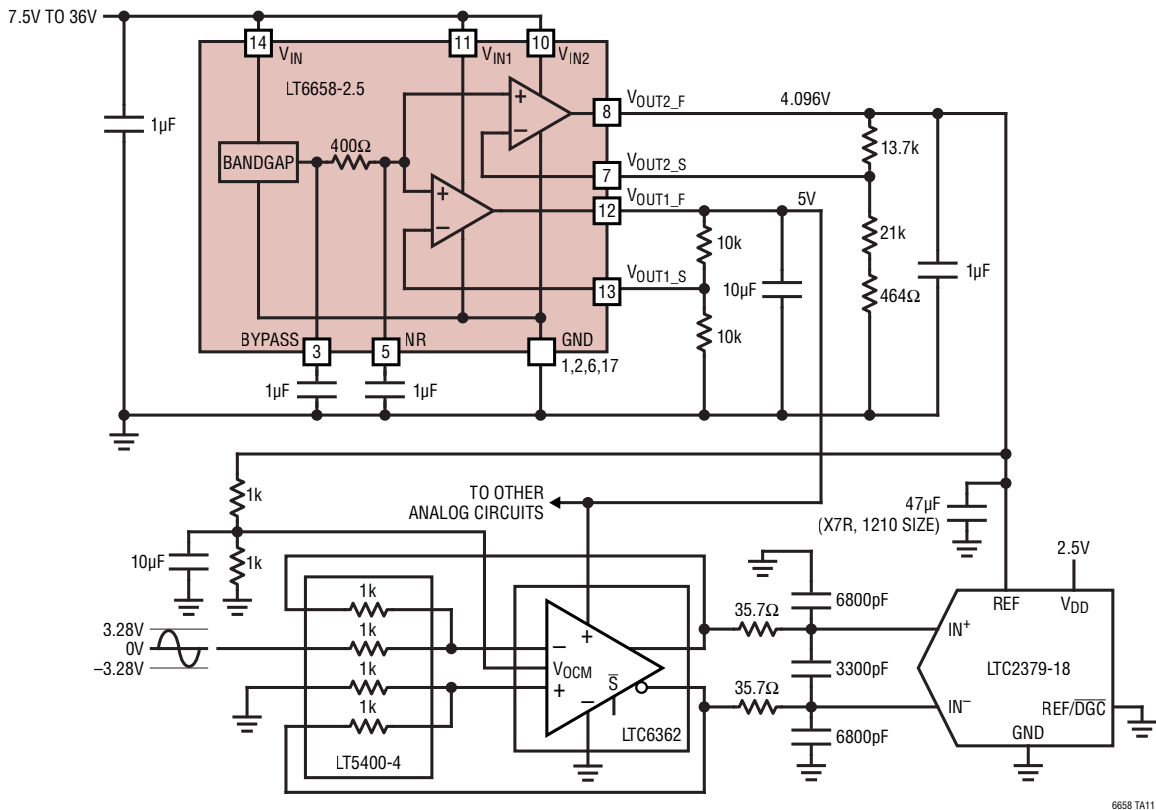 7.5V TO 36V
14
11
10
VIN
VIN1
VIN2
LT6658-2.5
1µF
BANDGAP
400Ω
+
–
8
VOUT2_F
4.096V
13.7k
7
VOUT2_S
+
–
12
VOUT1_F
5V
10k
21k
10µF
1µF
13
VOUT1_S
464Ω
10k
BYPASS
3
5
NR
GND
1,2,6,17
1µF
1µF
1k
TO OTHER
ANALOG CIRCUITS
47µF
(X7R, 1210 SIZE)
10µF
1k
2.5V
1k
6800pF
REF
VDD
35.7Ω
IN+
3.28V
0V
–3.28V
1k
+
–
VOCM
3300pF
LTC2379-18
1k
+
S
–
35.7Ω
IN–
1k
REF/DGC
LTC6362
6800pF
GND
LT5400-4
6658 TA11